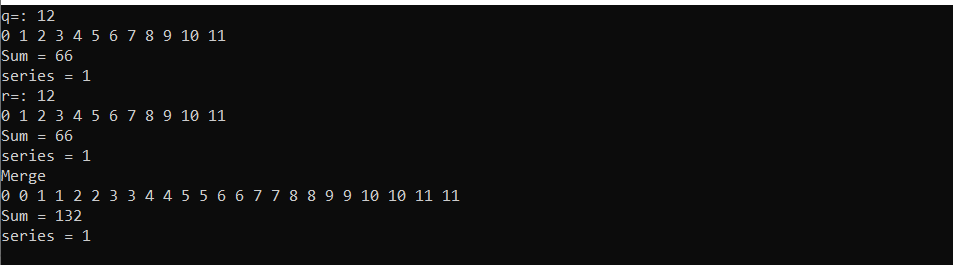 q=: 12
0 1 2 3 4 5 6 7 8 9 10 11
Sum = 66
series = 1
r=: 12
0 1 2 3 4 5 6 7 8 9 10 11
Sum = 66
series = 1
Merge
0 0 1 1 2 2 3 3 4 4 5 5 6 6 7 7 8 8 9 9 10 10 11 11
Sum = 132
series = 1